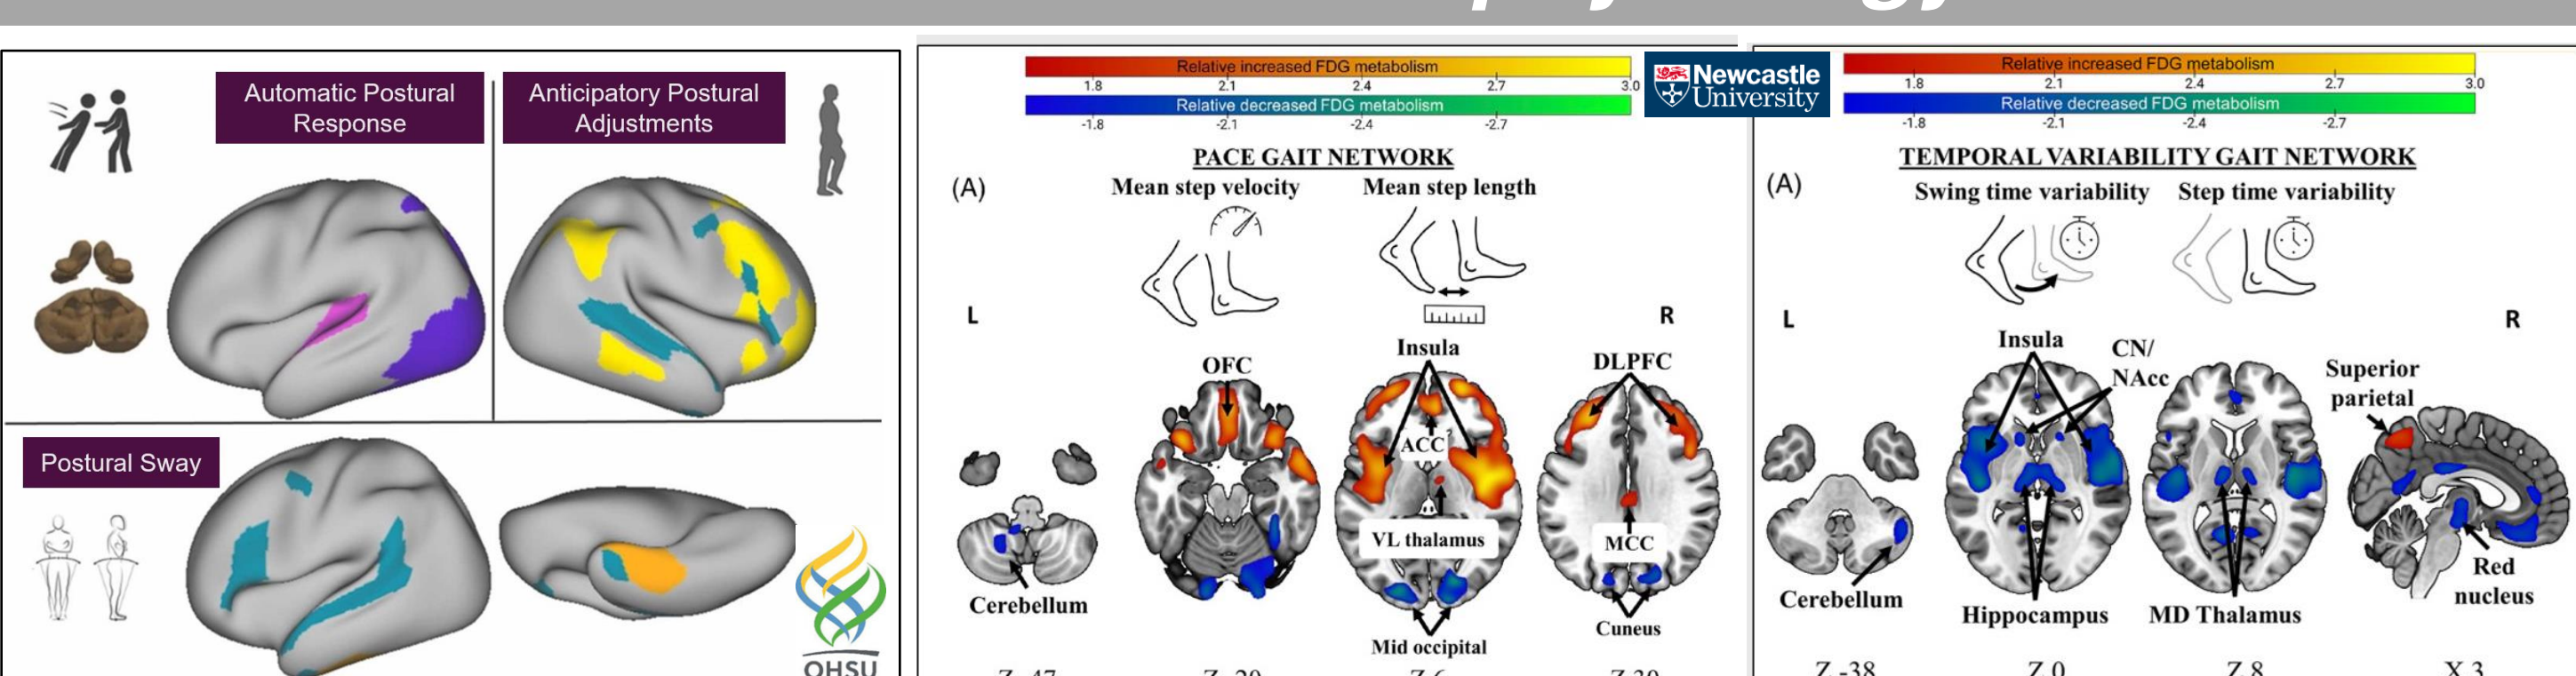 Automatic Postural
Response
Anticipatory Postural
Adjustments
Postural Sway
OHSU
Relative increased FDG metabolism
1.8 2.1 2.4 2.7 3.0
Relative decreased FDG metabolism
-1.8 -2.1 -2.4 -2.7
PACE GAIT NETWORK
(A)
Mean step velocity Mean step length
L R
OFC
Insula
DLPFC
ACC
VL thalamus
MCC
Cerebellum
Mid occipital
Cuneus
Newcastle
University
Relative increased FDG metabolism
1.8 2.1 2.4 2.7 3.0
Relative decreased FDG metabolism
-1.8 -2.1 -2.4 -2.7
TEMPORAL VARIABILITY GAIT NETWORK
(A)
Swing time variability Step time variability
L R
Insula
CN/
NAcc
Superior
parietal
Cerebellum
Hippocampus
MD Thalamus
Red
nucleus
Z -38 Z 0 Z 8 X 3